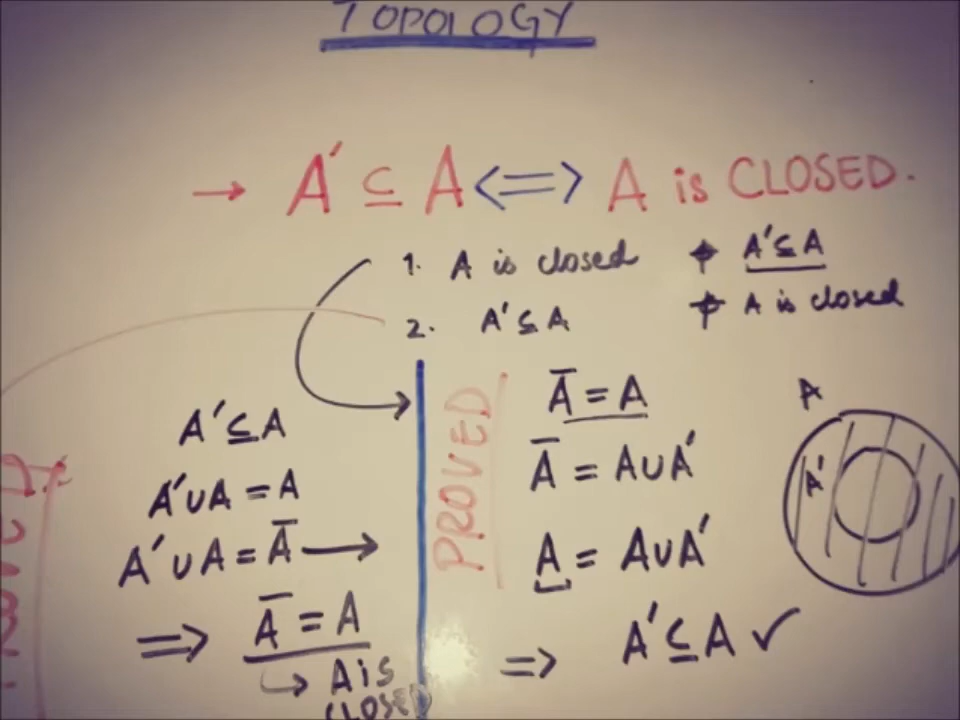 TOPOLOGY
→ A′ ⊆ A ⟺ A is CLOSED.
1. A is closed
2. A′ ⊆ A
A′ ⊆ A
A is closed
A′ ⊆ A
A′ ∪ A = A
A′ ∪ A = A̅ →
⟹ A̅ = A
↪ A is
CLOSED
PROVED
A̅ = A
A̅ = A ∪ A′
A = A ∪ A′
⟹ A′ ⊆ A ✓
A
A′